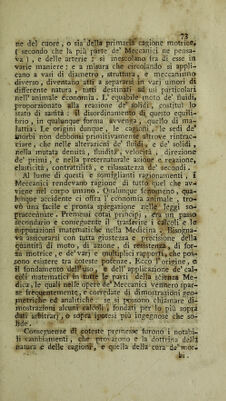 73
ne del cuore, o sia della primaria cagione motrice,
( secondo che la più parte de' Meccanici ne pensa-
va ), e delle arterie; si mescolano fra di esse in
varie maniere; e a misura che circolando si appli-
cano a vari di diametro, struttura, e meccanismo
diverso, diventano atti a separarsi in vari umori di
differente natura, tutti destinati ad usi particolari
nell' animale economia. L' equabile moto de' fluidi,
proporzionato alla reazione de' solidi, costituì lo
stato di sanità: il disordinamento di questo equili-
brio, in qualunque forma avvenga, quello di ma-
lattia. Le origini dunque, le cagioni, le sedi de'
morbi non debbonsi primitivamente altrove rintrac-
ciare, che nelle alterazioni de' fluidi, e de' solidi,
nella mutata densità, fluidità, velocità, direzione
de' primi, e nella preternaturale azione e reazione,
elasticità, contrattilità, e rilassatezza de' secondi.
Al lume di questi e somiglianti ragionamenti, i
Meccanici rendevano ragione di tutto quel che av-
viene nel corpo umano. Qualunque fenomeno, qua-
lunque accidente ci offra l' economia animale, tro-
vò una facile e pronta spiegazione nelle leggi so-
praccennate. Premessi cotai principj, era un passo
secondario e conseguente il trasferire i calcoli e le
supputazioni matematiche nella Medicina. Bisogna-
va assicurarsi con tutta giustezza e precisione della
quantità di moto, di azione, di resistenza, di for-
za motrice, e de' vari e multiplici rapporti, che pos-
sono esistere tra coteste potenze. Ecco l' origine, e
il fondamento dell' uso, e dell' applicazione de' cal-
coli matematici in tutte le parti della scienza Me-
dica, le quali nelle opere de' Meccanici vennero spar-
se frequentemente, e corredate di dimostrazioni geo-
metriche ed analitiche: se si possono chiamare di-
mostrazioni alcuni calcoli, fondati per lo più sopra
dati arbitrarj, o sopra ipotesi più ingegnose che so-
lide.
Conseguenze di coteste premesse furono i notabi-
li cambiamenti, che provarono e la dottrina della
natura e delle cagioni, e quella della cura de' mor-
bi.